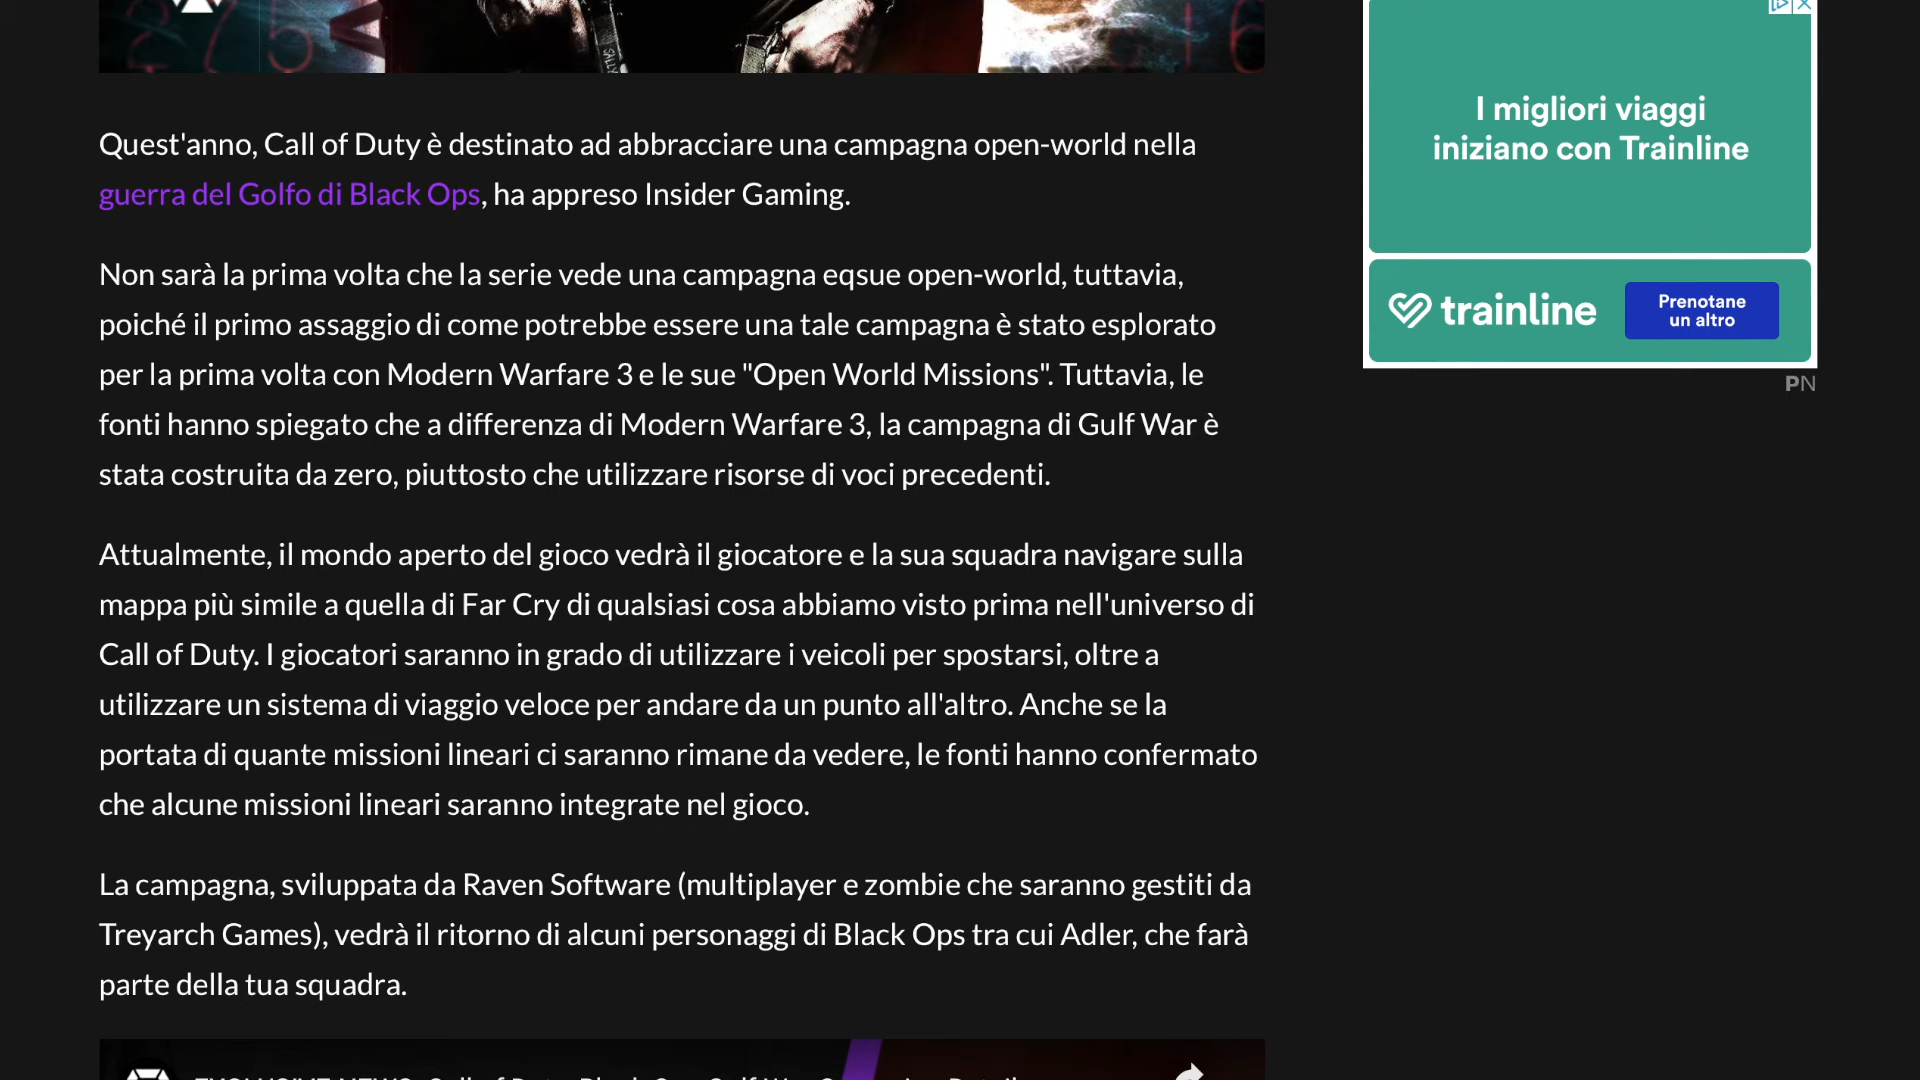 Quest'anno, Call of Duty è destinato ad abbracciare una campagna open-world nella
guerra del Golfo di Black Ops, ha appreso Insider Gaming.
Non sarà la prima volta che la serie vede una campagna eqsue open-world, tuttavia,
poiché il primo assaggio di come potrebbe essere una tale campagna è stato esplorato
per la prima volta con Modern Warfare 3 e le sue "Open World Missions". Tuttavia, le
fonti hanno spiegato che a differenza di Modern Warfare 3, la campagna di Gulf War è
stata costruita da zero, piuttosto che utilizzare risorse di voci precedenti.
Attualmente, il mondo aperto del gioco vedrà il giocatore e la sua squadra navigare sulla
mappa più simile a quella di Far Cry di qualsiasi cosa abbiamo visto prima nell'universo di
Call of Duty. I giocatori saranno in grado di utilizzare i veicoli per spostarsi, oltre a
utilizzare un sistema di viaggio veloce per andare da un punto all'altro. Anche se la
portata di quante missioni lineari ci saranno rimane da vedere, le fonti hanno confermato
che alcune missioni lineari saranno integrate nel gioco.
La campagna, sviluppata da Raven Software (multiplayer e zombie che saranno gestiti da
Treyarch Games), vedrà il ritorno di alcuni personaggi di Black Ops tra cui Adler, che farà
parte della tua squadra.
I migliori viaggi
iniziano con Trainline
trainline
Prenotane
un altro
PN